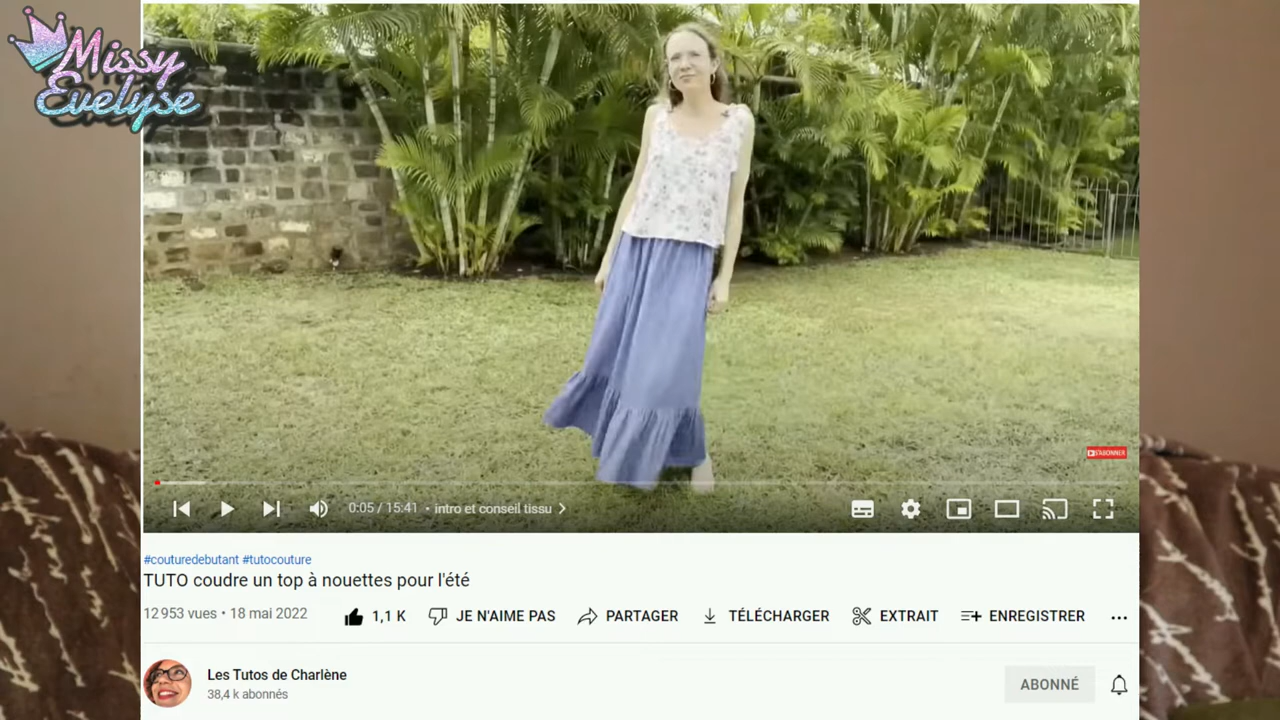 Missy
Evelyse
S'ABONNER
0:05 / 15:41 • intro et conseil tissu
#couturedebutant #tutocouture
TUTO coudre un top à nouettes pour l'été
12 953 vues • 18 mai 2022 1,1 K JE N'AIME PAS PARTAGER TÉLÉCHARGER EXTRAIT ENREGISTRER
Les Tutos de Charlène
38,4 k abonnés
ABONNÉ